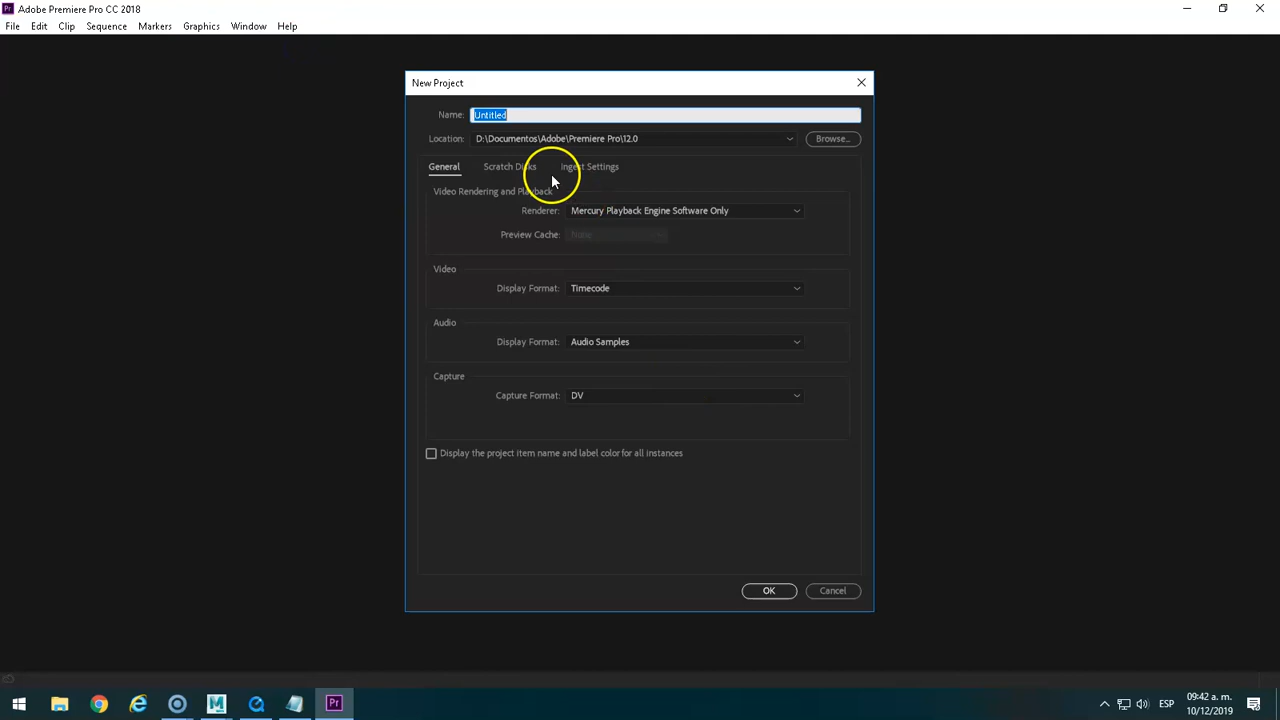 Pr Adobe Premiere Pro CC 2018
File Edit Clip Sequence Markers Graphics Window Help
New Project
Name: Untitled
Location: D:\Documentos\Adobe\Premiere Pro\12.0 Browse...
General Scratch Disks Ingest Settings
Video Rendering and Playback
Renderer: Mercury Playback Engine Software Only
Preview Cache: None
Video
Display Format: Timecode
Audio
Display Format: Audio Samples
Capture
Capture Format: DV
Display the project item name and label color for all instances
OK Cancel
M Pr ESP 09:42 a. m.
10/12/2019